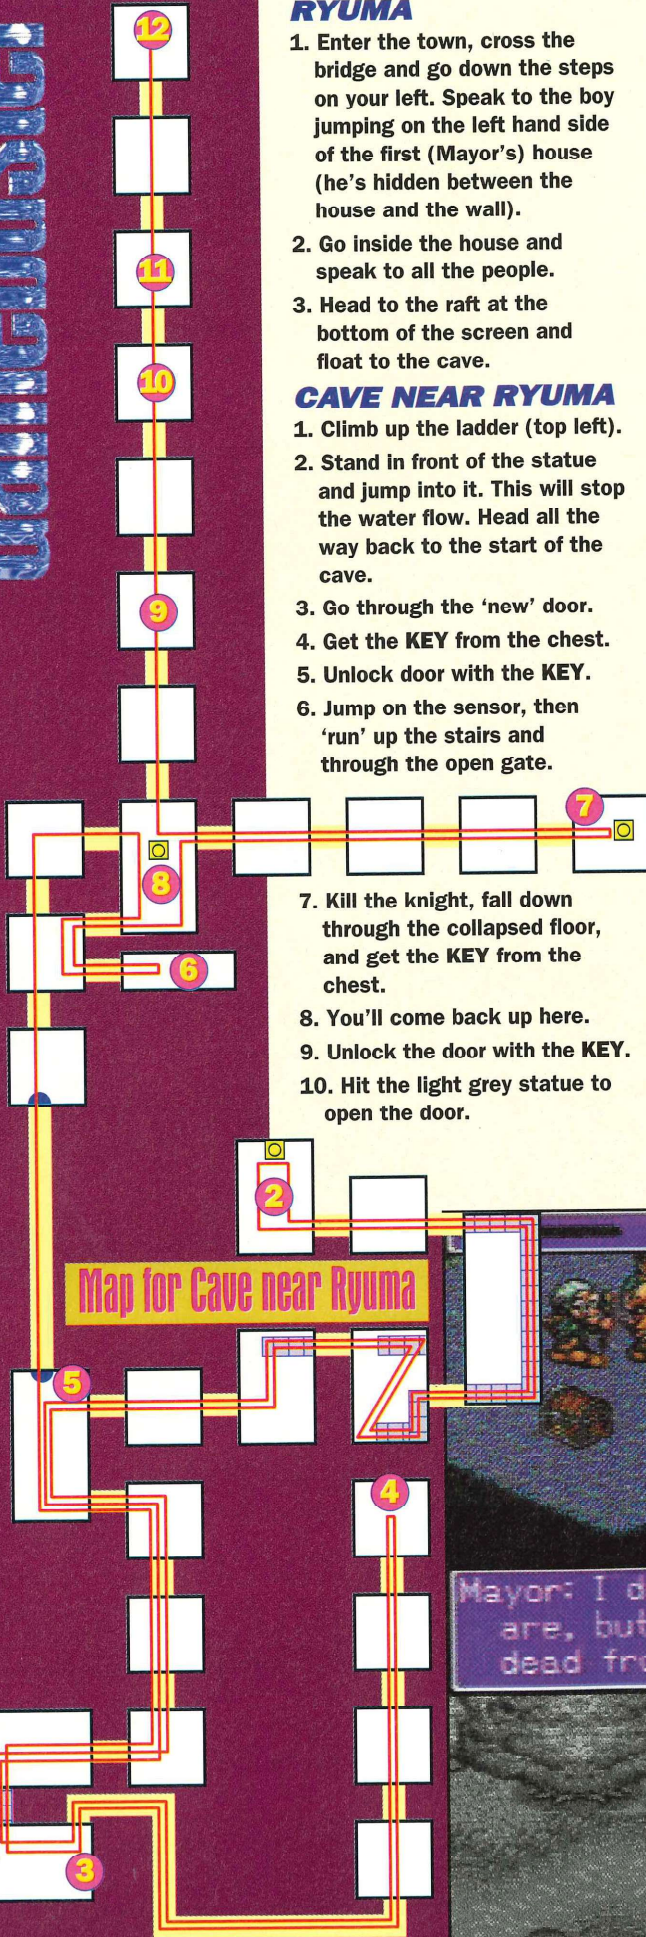 RYUMA
1. Enter the town, cross the
bridge and go down the steps
on your left. Speak to the boy
jumping on the left hand side
of the first (Mayor's) house
(he's hidden between the
house and the wall).
2. Go inside the house and
speak to all the people.
3. Head to the raft at the
bottom of the screen and
float to the cave.
CAVE NEAR RYUMA
1. Climb up the ladder (top left).
2. Stand in front of the statue
and jump into it. This will stop
the water flow. Head all the
way back to the start of the
cave.
3. Go through the ‘new’ door.
4. Get the KEY from the chest.
5. Unlock door with the KEY.
6. Jump on the sensor, then
‘run’ up the stairs and
through the open gate.
7. Kill the knight, fall down
through the collapsed floor,
and get the KEY from the
chest.
8. You'll come back up here.
9. Unlock the door with the KEY.
10. Hit the light grey statue to
open the door.
12
11
10
9
7
8
6
2
Map for Cave near Ryuma
5
4
3
Mayor: I d
are, but
dead fro